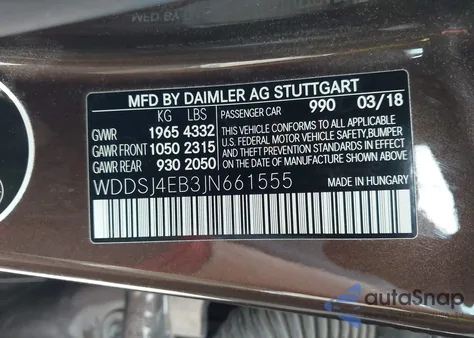 MFD BY DAIMLER AG STUTTGART
KG LBS PASSENGER CAR 990 03/18
GWR 1965 4332
GAWR FRONT 1050 2315
GAWR REAR 930 2050
THIS VEHICLE CONFORMS TO ALL APPLICABLE
U.S. FEDERAL MOTOR VEHICLE SAFETY, BUMPER
AND THEFT PREVENTION STANDARDS IN EFFECT
ON THE DATE OF MANUFACTURE SHOWN ABOVE.
WDDSJ4EB3JN661555 MADE IN HUNGARY
autoSnap